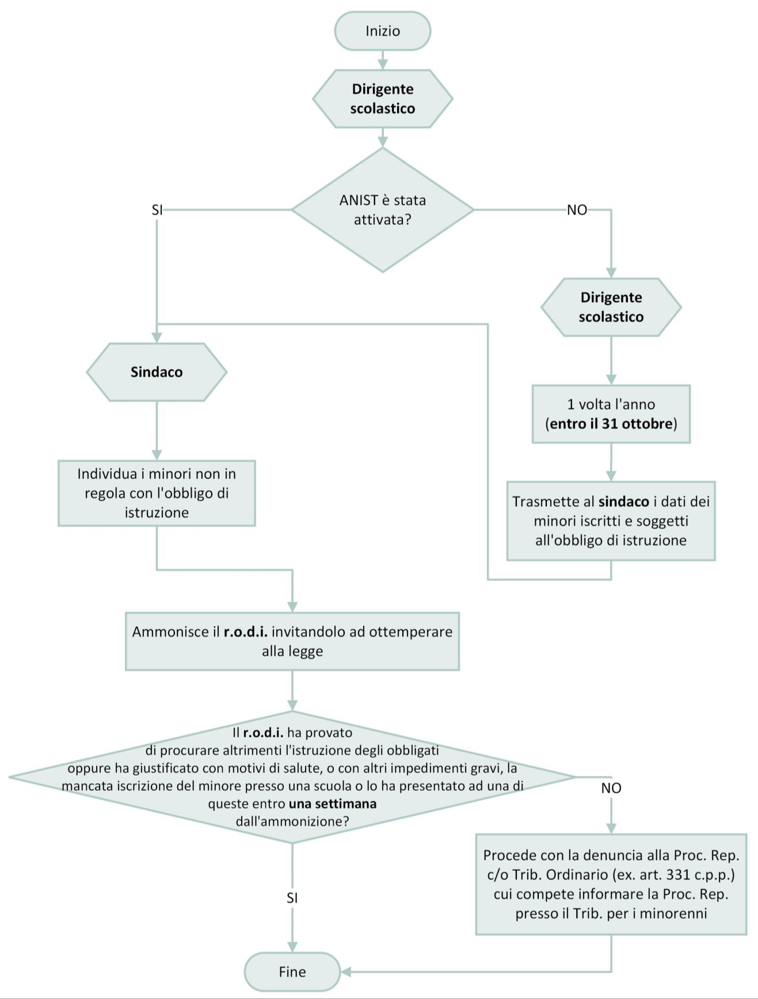 Inizio
Dirigente
scolastico
ANIST è stata
attivata?
SI
NO
Dirigente
scolastico
Sindaco
1 volta l'anno
(entro il 31 ottobre)
Individua i minori non in
regola con l'obbligo di
istruzione
Trasmette al sindaco i dati dei
minori iscritti e soggetti
all'obbligo di istruzione
Ammonisce il r.o.d.i. invitandolo ad ottemperare
alla legge
Il r.o.d.i. ha provato
di procurare altrimenti l'istruzione degli obbligati
oppure ha giustificato con motivi di salute, o con altri impedimenti gravi, la
mancata iscrizione del minore presso una scuola o lo ha presentato ad una di
queste entro una settimana
dall'ammonizione?
NO
Procede con la denuncia alla Proc. Rep.
c/o Trib. Ordinario (ex. art. 331 c.p.p.)
cui compete informare la Proc. Rep.
presso il Trib. per i minorenni
SI
Fine